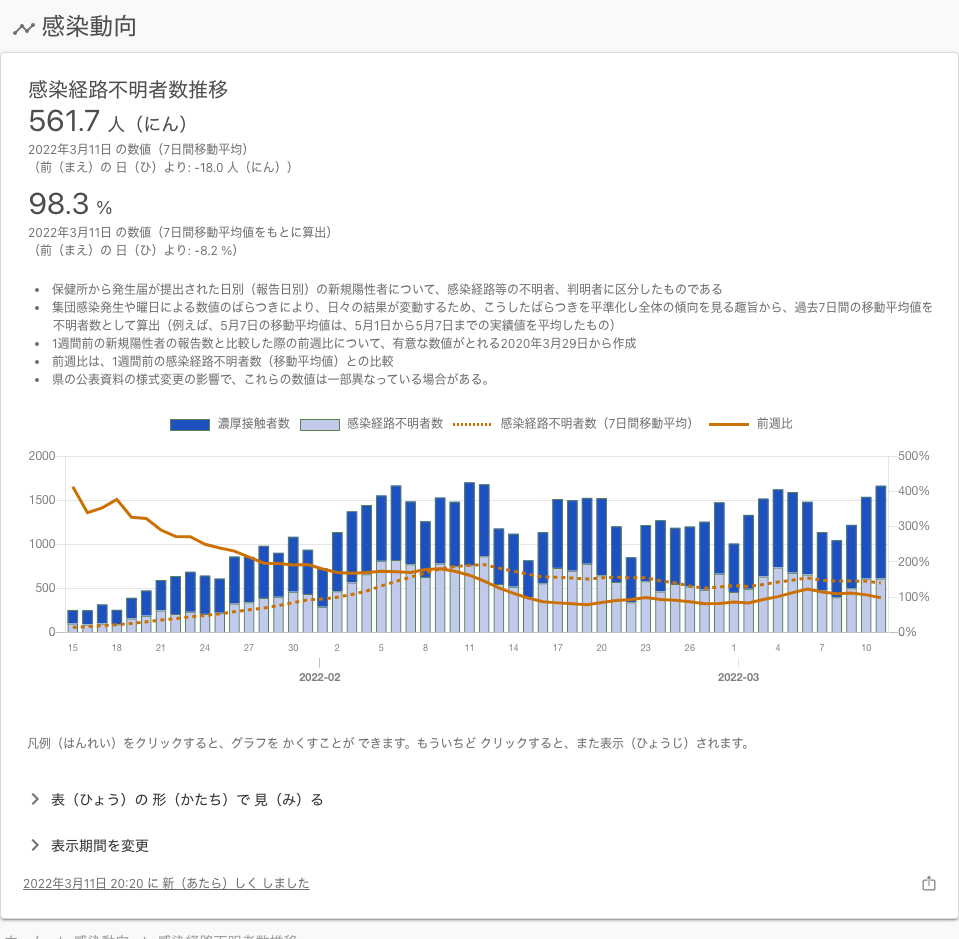 感染動向
感染経路不明者数推移
561.7 人（にん）
2022年3月11日 の数値（7日間移動平均）
（前（まえ）の 日（ひ）より: -18.0 人（にん））
98.3 %
2022年3月11日 の数値（7日間移動平均値をもとに算出）
（前（まえ）の 日（ひ）より: -8.2 %）
• 保健所から発生届が提出された日別（報告日別）の新規陽性者について、感染経路等の不明者、判明者に区分したものである
• 集団感染発生や曜日による数値のばらつきにより、日々の結果が変動するため、こうしたばらつきを平準化し全体の傾向を見る趣旨から、過去7日間の移動平均値を
不明者数として算出（例えば、5月7日の移動平均値は、5月1日から5月7日までの実績値を平均したもの）
• 1週間前の新規陽性者の報告数と比較した際の前週比について、有意な数値がとれる2020年3月29日から作成
• 前週比は、1週間前の感染経路不明者数（移動平均値）との比較
• 県の公表資料の様式変更の影響で、これらの数値は一部異なっている場合がある。
濃厚接触者数 感染経路不明者数 感染経路不明者数（7日間移動平均） 前週比
2000 500%
1500 400%
300%
1000
200%
500
100%
0 0%
15 18 21 24 27 30 2 5 8 11 14 17 20 23 26 1 4 7 10
2022-02 2022-03
凡例（はんれい）をクリックすると、グラフを かくすことが できます。もういちど クリックすると、また表示（ひょうじ）されます。
表（ひょう）の 形（かたち）で 見（み）る
表示期間を変更
2022年3月11日 20:20 に 新（あたら）しく しました